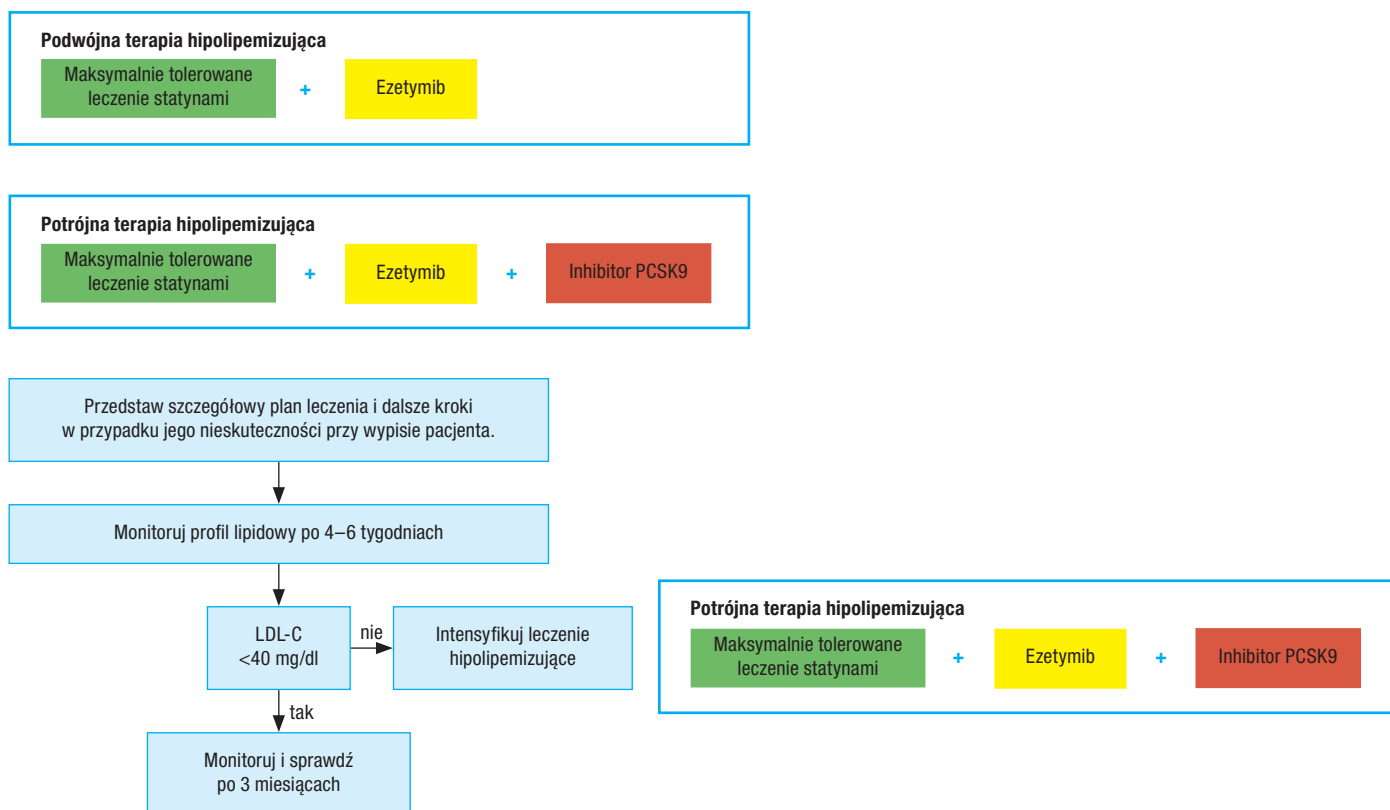 Podwójna terapia hipolipemizująca
Maksymalnie tolerowane
leczenie statynami
+
Ezetymib
Potrójna terapia hipolipemizująca
Maksymalnie tolerowane
leczenie statynami
+
Ezetymib
+
Inhibitor PCSK9
Przedstaw szczegółowy plan leczenia i dalsze kroki
w przypadku jego nieskuteczności przy wypisie pacjenta.
Monitoruj profil lipidowy po 4–6 tygodniach
LDL-C
<40 mg/dl
nie
Intensyfikuj leczenie
hipolipemizujące
Potrójna terapia hipolipemizująca
Maksymalnie tolerowane
leczenie statynami
+
Ezetymib
+
Inhibitor PCSK9
tak
Monitoruj i sprawdź
po 3 miesiącach